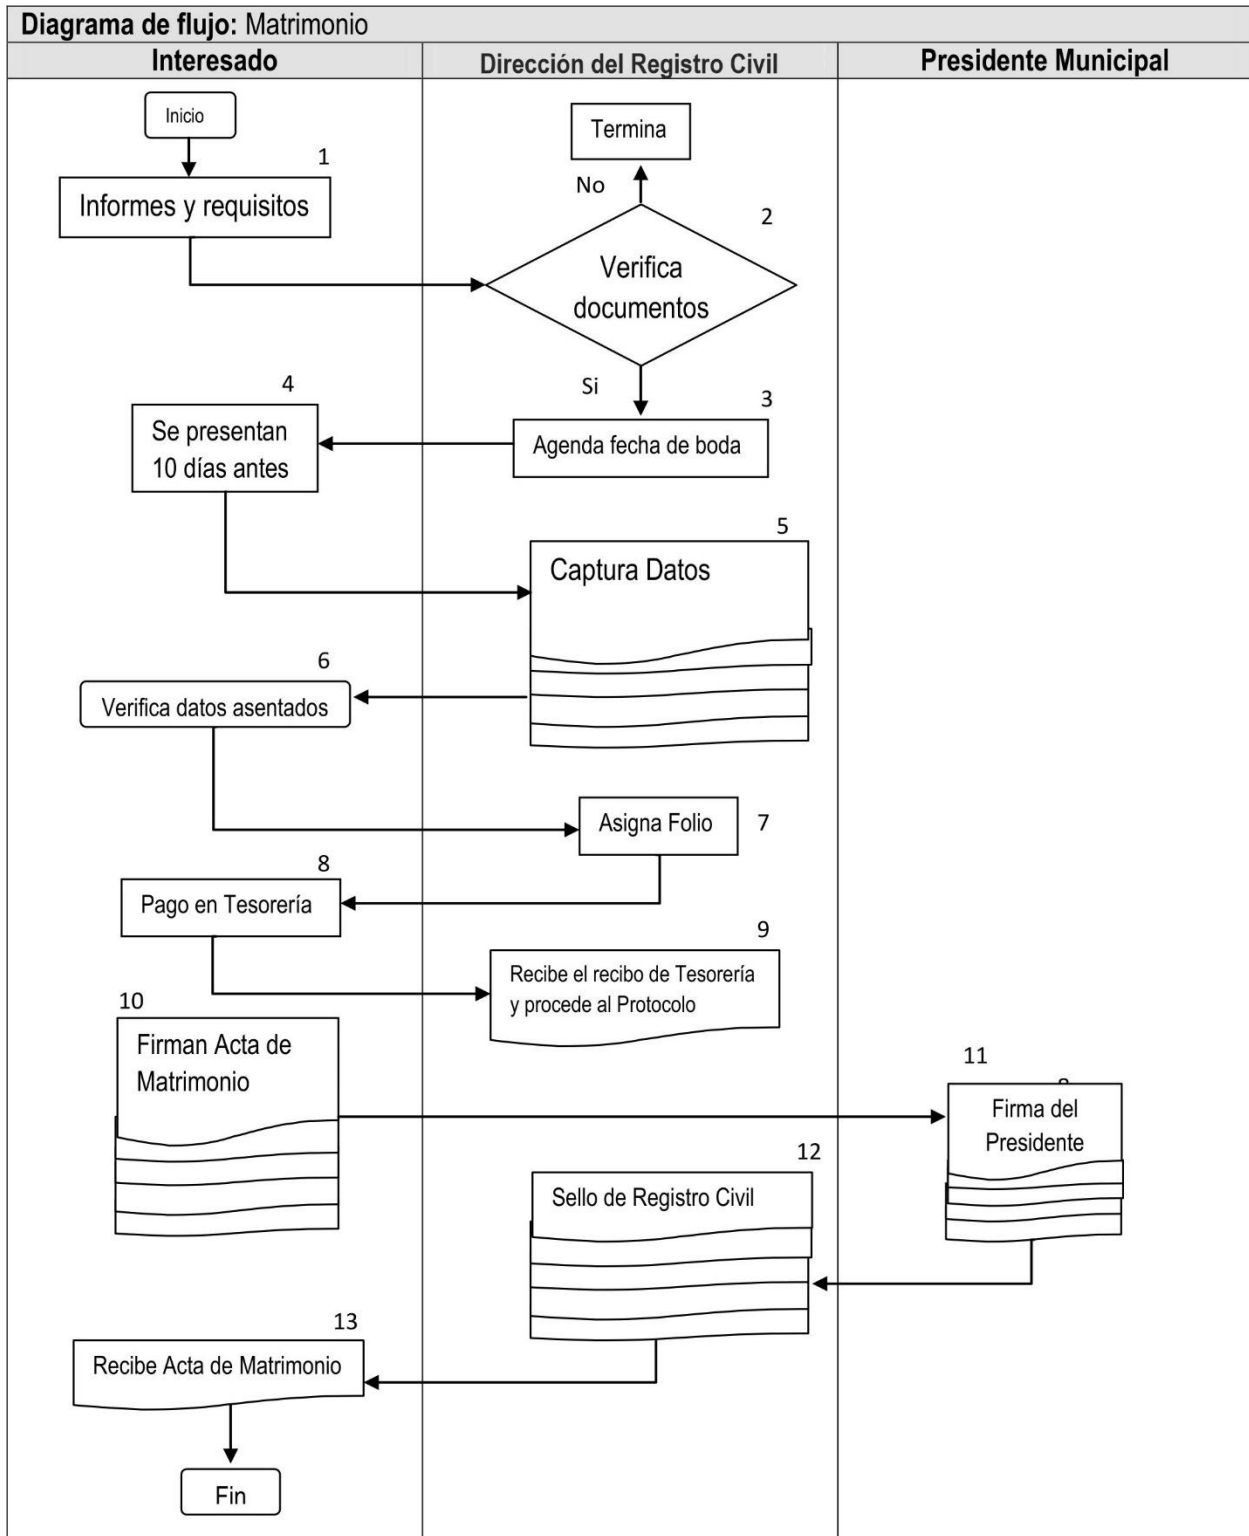 Diagrama de flujo: Matrimonio
Interesado
Dirección del Registro Civil
Presidente Municipal
Inicio
Termina
1
Informes y requisitos
No
2
Verifica
documentos
Si
3
Agenda fecha de boda
4
Se presentan
10 días antes
5
Captura Datos
6
Verifica datos asentados
Asigna Folio
7
8
Pago en Tesorería
9
Recibe el recibo de Tesorería
y procede al Protocolo
10
Firman Acta de
Matrimonio
11
Firma del
Presidente
12
Sello de Registro Civil
13
Recibe Acta de Matrimonio
Fin